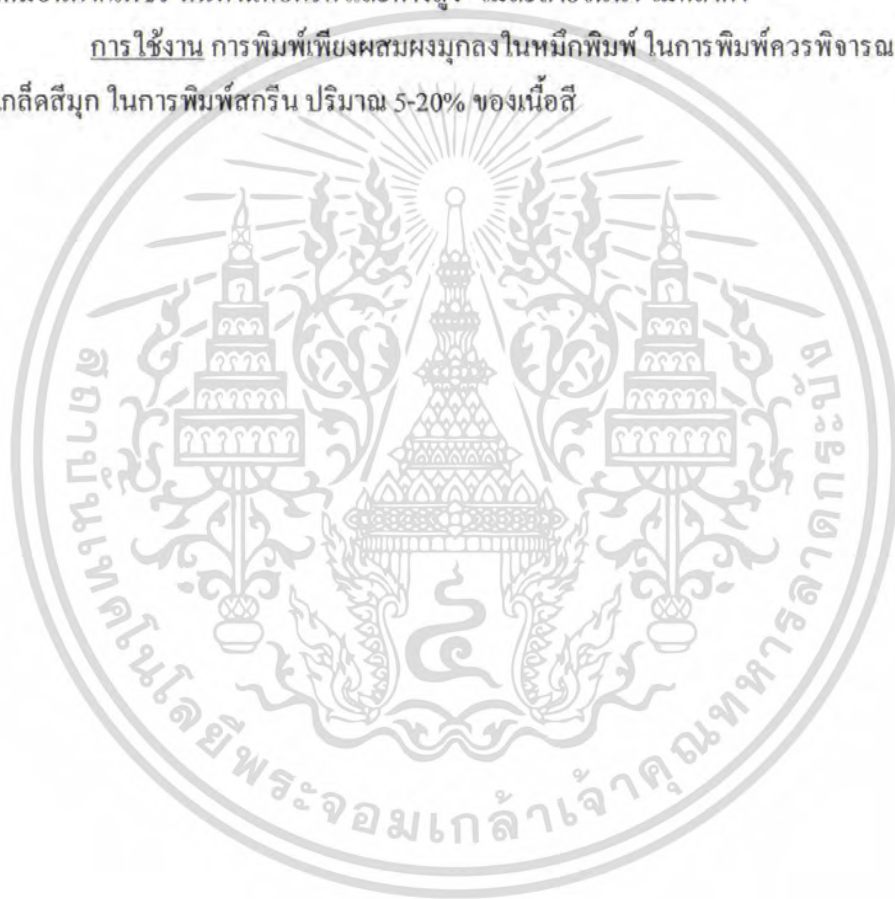 การใช้งาน การพิมพ์เพียงผสมผงมุกลงในหมึกพิมพ์ ในการพิมพ์ควรพิจารณ
กล็ดสีมุก ในการพิมพ์สกรีน ปริมาณ 5-20% ของเนื้อสี
สถาบันเทคโนโลยีพระจอมเกล้าเจ้าคุณทหารลาดกระบัง